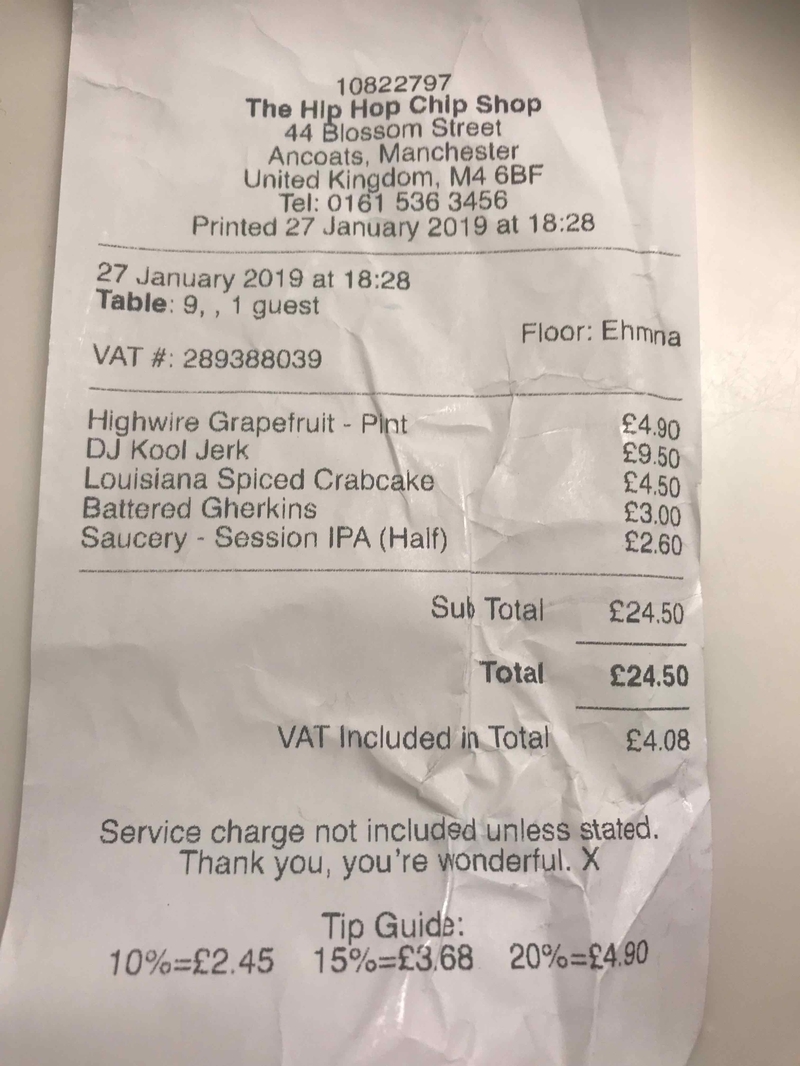 10822797
The Hip Hop Chip Shop
44 Blossom Street
Ancoats, Manchester
United Kingdom, M4 6BF
Tel: 0161 536 3456
Printed 27 January 2019 at 18:28
27 January 2019 at 18:28
Table: 9, , 1 guest
Floor: Ehmna
VAT #: 289388039
Highwire Grapefruit - Pint £4.90
DJ Kool Jerk £9.50
Louisiana Spiced Crabcake £4.50
Battered Gherkins £3.00
Saucery - Session IPA (Half) £2.60
Sub Total £24.50
Total £24.50
VAT Included in Total £4.08
Service charge not included unless stated.
Thank you, you're wonderful. X
Tip Guide:
10%=£2.45 15%=£3.68 20%=£4.90